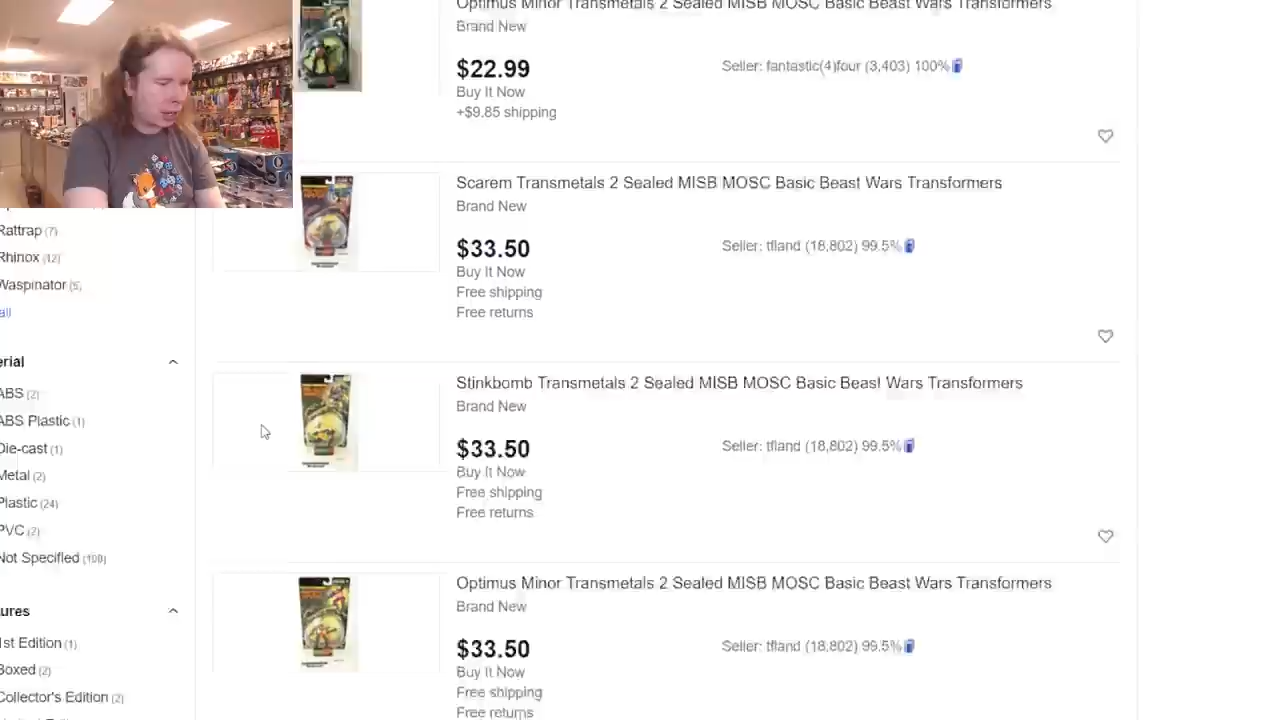 Optimus Minor Transmetals 2 Sealed MISB MOSC Basic Beast Wars Transformers
Brand New
$22.99
Seller: fantastic(4)four (3,403) 100%
Buy It Now
+$9.85 shipping
Scarem Transmetals 2 Sealed MISB MOSC Basic Beast Wars Transformers
Brand New
$33.50
Seller: tfland (18,802) 99.5%
Buy It Now
Free shipping
Free returns
Stinkbomb Transmetals 2 Sealed MISB MOSC Basic Beast Wars Transformers
Brand New
$33.50
Seller: tfland (18,802) 99.5%
Buy It Now
Free shipping
Free returns
Optimus Minor Transmetals 2 Sealed MISB MOSC Basic Beast Wars Transformers
Brand New
$33.50
Seller: tfland (18,802) 99.5%
Buy It Now
Free shipping
Free returns
Rattrap (7)
Rhinox (12)
Waspinator (5)
all
erial
ABS (2)
ABS Plastic (1)
Die-cast (1)
Metal (2)
Plastic (24)
PVC (2)
Not Specified (100)
ures
1st Edition (1)
Boxed (2)
Collector's Edition (2)